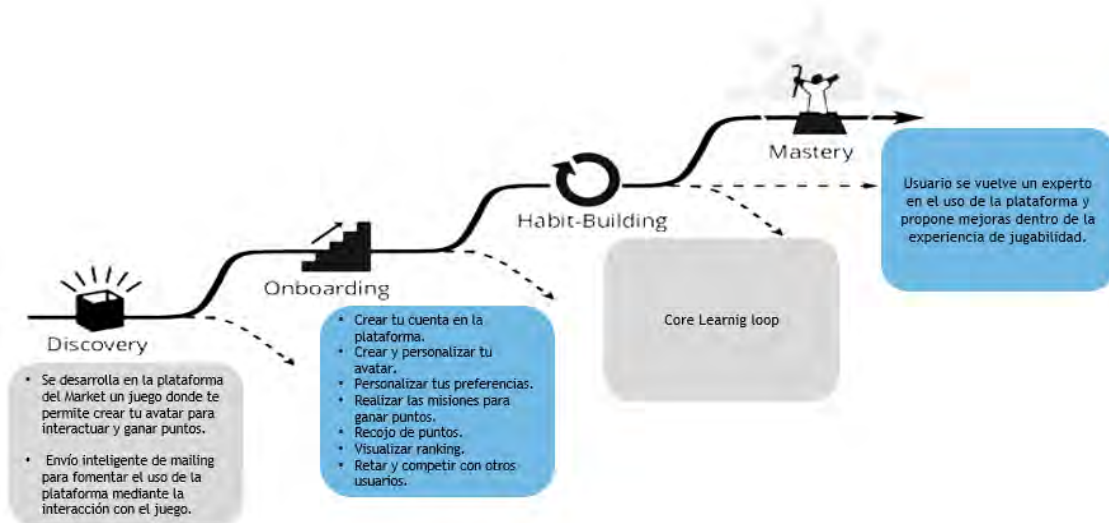 Mastery
Usuario se vuelve un experto
en el uso de la plataforma y
propone mejoras dentro de la
experiencia de jugabilidad.
Habit-Building
Core Learnig loop
Onboarding
• Crear tu cuenta en la
plataforma.
• Crear y personalizar tu
avatar.
• Personalizar tus preferencias.
• Realizar las misiones para
ganar puntos.
• Recojo de puntos.
• Visualizar ranking.
• Retar y competir con otros
usuarios.
Discovery
• Se desarrolla en la plataforma
del Market un juego donde te
permite crear tu avatar para
interactuar y ganar puntos.
• Envío inteligente de mailing
para fomentar el uso de la
plataforma mediante la
interacción con el juego.